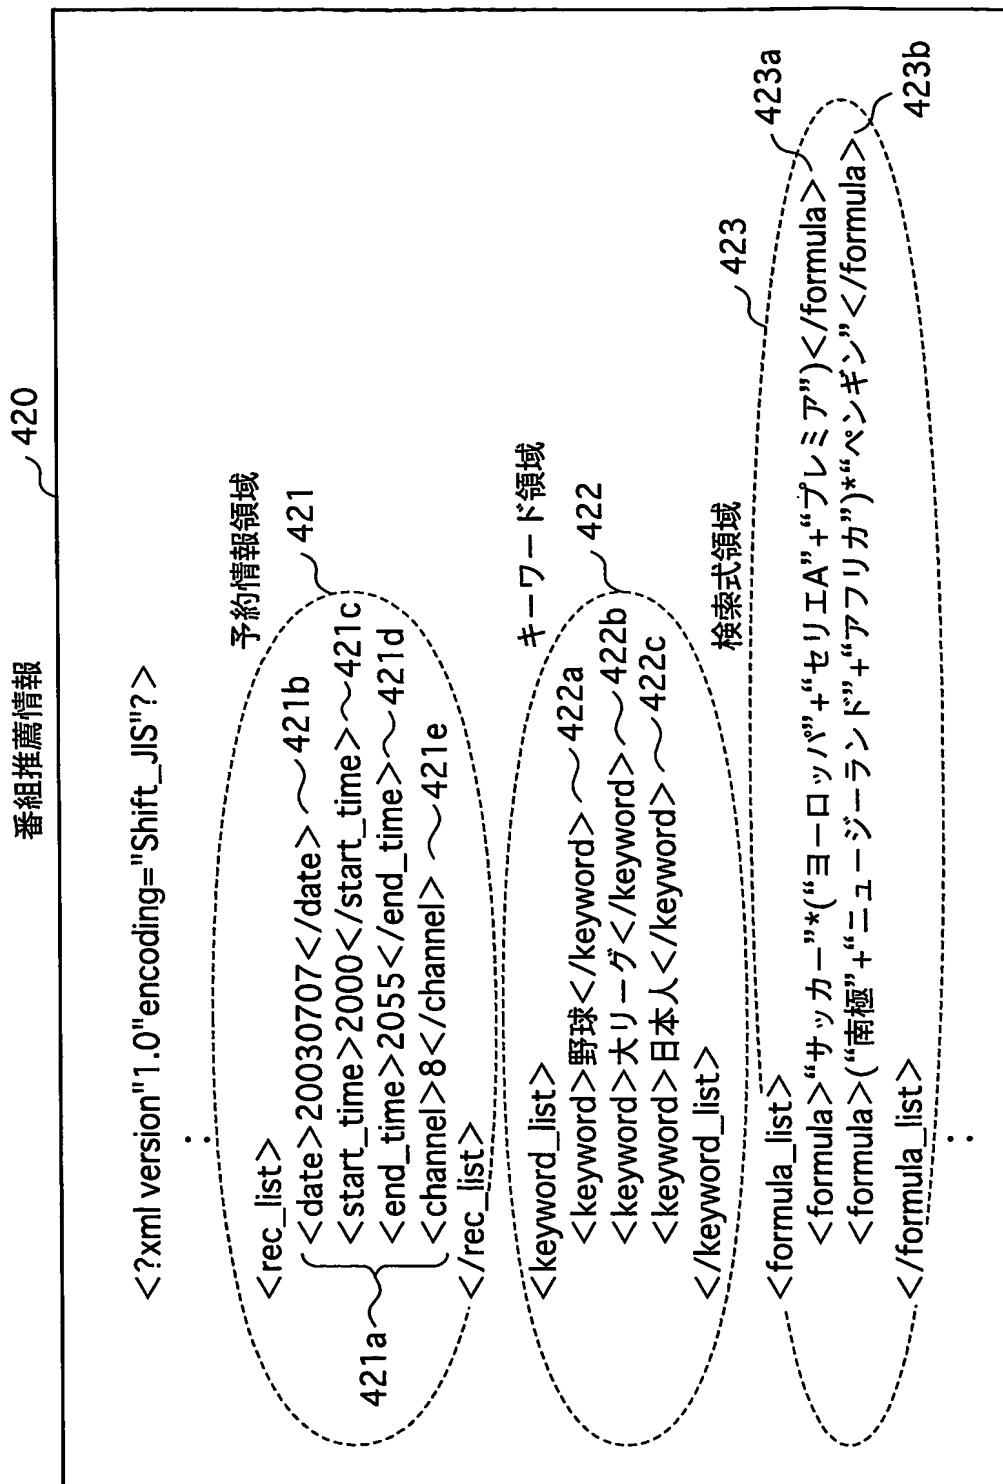 番組推薦情報
420
<?xml version"1.0"encoding="Shift_JIS"?>
:
予約情報領域
421
<rec_list>
<date>20030707</date> 421b
<start_time>2000</start_time> 421c
<end_time>2055</end_time> 421d
<channel>8</channel> 421e
421a
</rec_list>
キーワード領域
422
<keyword_list>
<keyword>野球</keyword> 422a
<keyword>大リーグ</keyword> 422b
<keyword>日本人</keyword> 422c
</keyword_list>
検索式領域
423
<formula_list>
<formula>“サッカー”*(“ヨーロッパ”+“セリエA”+“プレミア”)</formula> 423a
<formula>(“南極”+“ニュージーランド”+“アフリカ”)*“ペンギン”</formula> 423b
</formula_list>
: